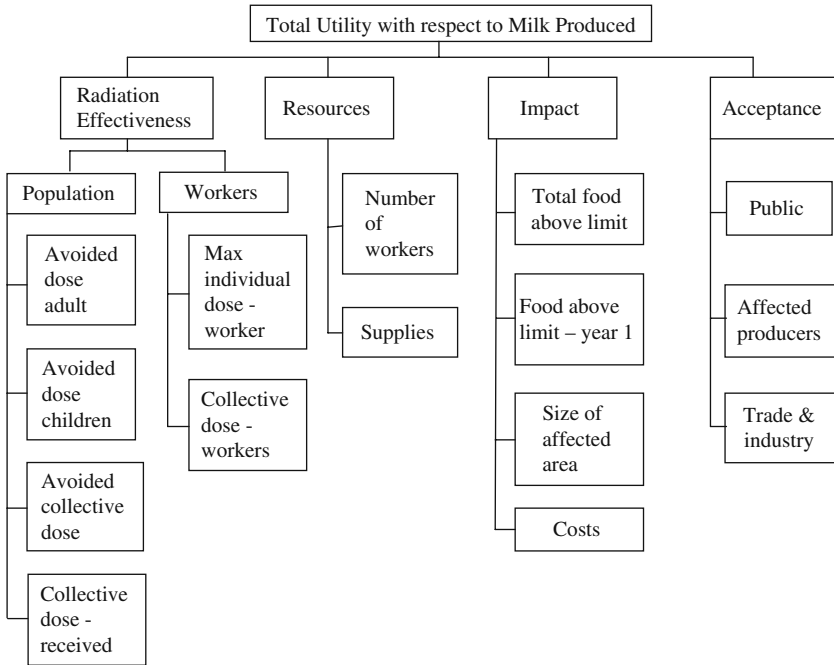 Total Utility with respect to Milk Produced
Radiation
Effectiveness
Resources
Impact
Acceptance
Population
Workers
Avoided
dose
adult
Avoided
dose
children
Avoided
collective
dose
Collective
dose -
received
Max
individual
dose -
worker
Collective
dose -
workers
Number
of
workers
Supplies
Total food
above limit
Food above
limit – year 1
Size of
affected
area
Costs
Public
Affected
producers
Trade &
industry